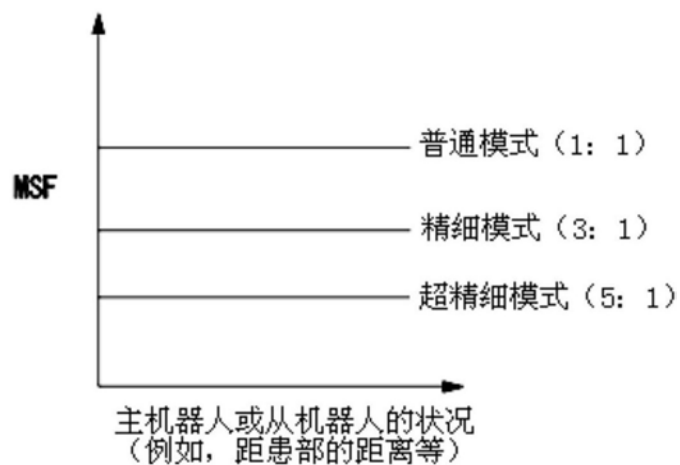 普通模式（1：1）
MSF
精细模式（3：1）
超精细模式（5：1）
主机器人或从机器人的状况
（例如，距患部的距离等）